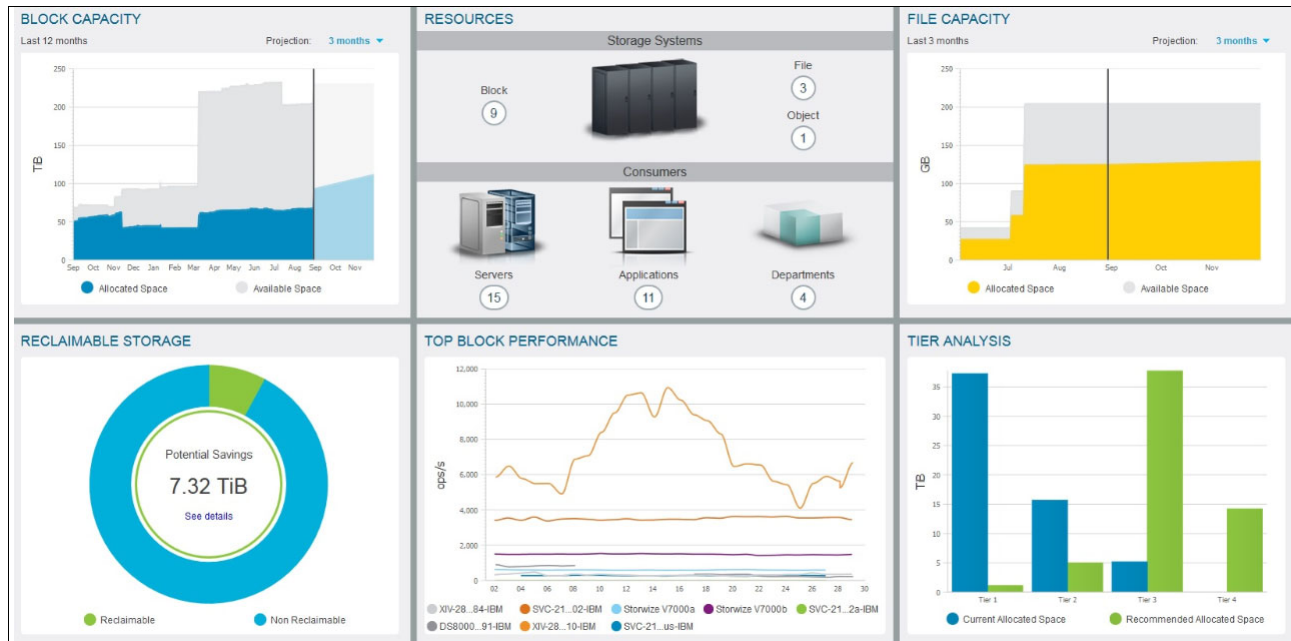 BLOCK CAPACITY
Last 12 months
Projection: 3 months
250
200
150
100
50
0
TiB
Sep Oct Nov Dec Jan Feb Mar Apr May Jun Jul Aug Sep Oct Nov
Allocated Space
Available Space
RESOURCES
Storage Systems
Block
9
File
3
Object
1
Consumers
Servers
15
Applications
11
Departments
4
FILE CAPACITY
Last 3 months
Projection: 3 months
250
200
150
100
50
0
GB
Jul Aug Sep Oct Nov
Allocated Space
Available Space
RECLAIMABLE STORAGE
Potential Savings
7.32 TiB
See details
Reclaimable
Non Reclaimable
TOP BLOCK PERFORMANCE
12,000
10,000
8,000
6,000
4,000
2,000
0
ops/s
02 04 06 08 10 12 14 16 18 20 22 24 26 28 30
XIV-28...84-IBM SVC-21...02-IBM Storwize V7000a Storwize V7000b SVC-21...2a-IBM
DS8000...91-IBM XIV-28...10-IBM SVC-21...us-IBM
TIER ANALYSIS
35
30
25
20
15
10
5
0
TiB
Tier 1 Tier 2 Tier 3 Tier 4
Current Allocated Space
Recommended Allocated Space